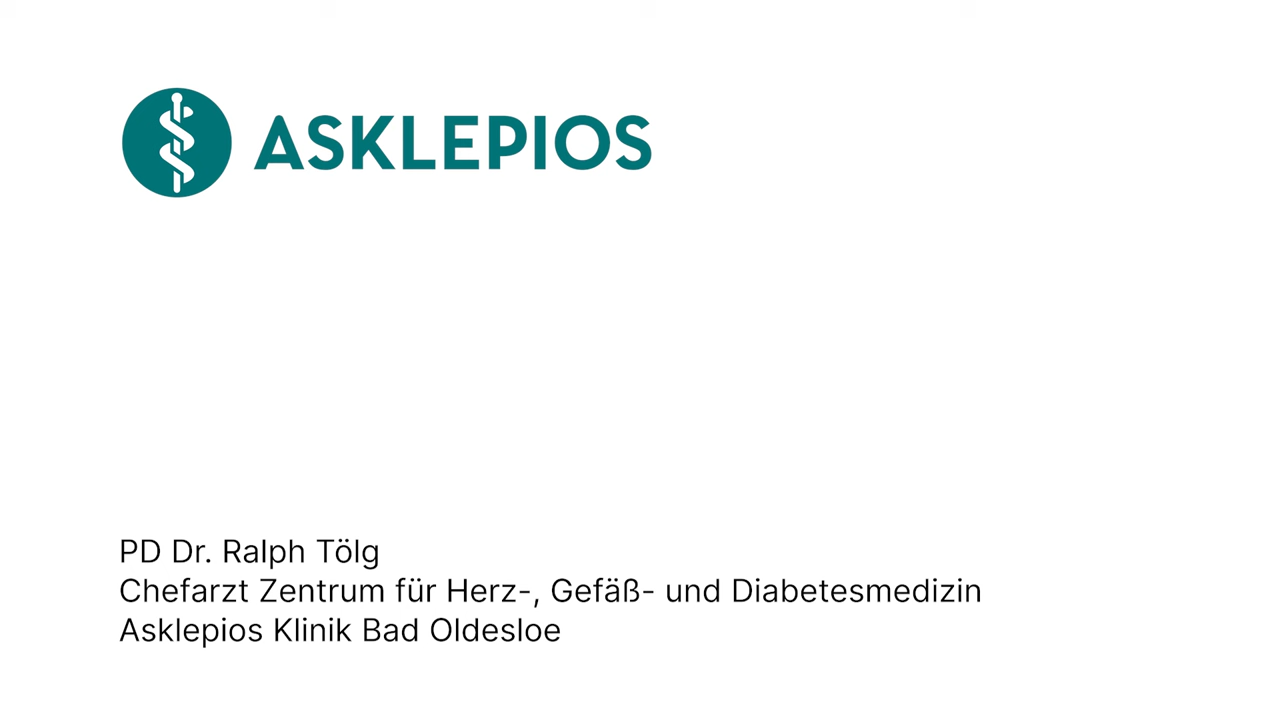 ASKLEPIOS
PD Dr. Ralph Tölg
Chefarzt Zentrum für Herz-, Gefäß- und Diabetesmedizin
Asklepios Klinik Bad Oldesloe